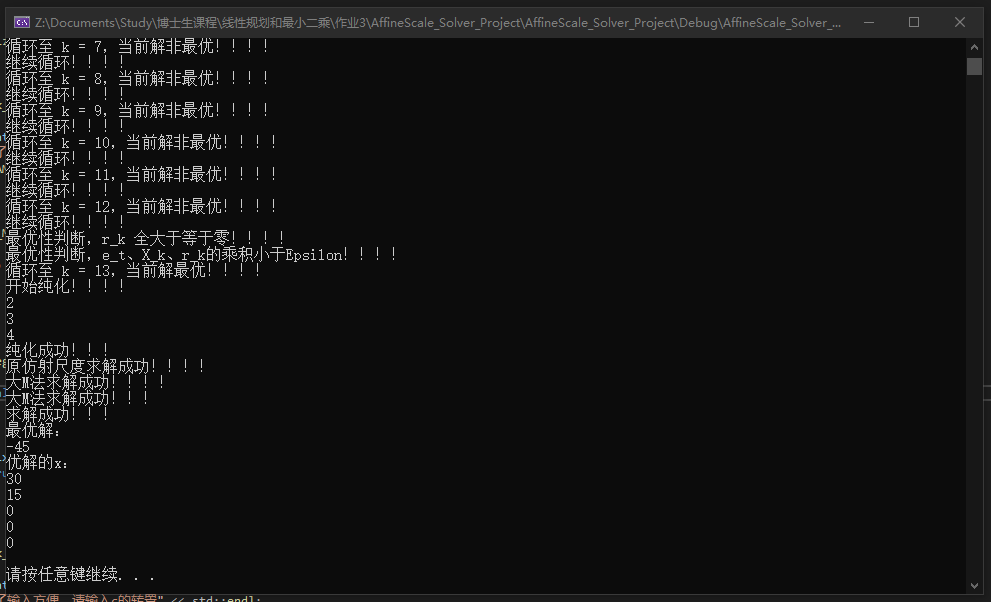 Z:\Documents\Study\博士生课程\线性规划和最小二乘\作业3\AffineScale_Solver_Project\AffineScale_Solver_Project\Debug\AffineScale_Solver_...
循环至 k = 7, 当前解非最优！！！！
继续循环！！！！
循环至 k = 8, 当前解非最优！！！！
继续循环！！！！
循环至 k = 9, 当前解非最优！！！！
继续循环！！！！
循环至 k = 10, 当前解非最优！！！！
继续循环！！！！
循环至 k = 11, 当前解非最优！！！！
继续循环！！！！
循环至 k = 12, 当前解非最优！！！！
继续循环！！！！
最优性判断，r_k 全大于等于零！！！！
最优性判断，e_t、X_k、r_k的乘积小于Epsilon！！！！
循环至 k = 13, 当前解最优！！！！
开始纯化！！！！
2
3
4
纯化成功！！！
原仿射尺度求解成功！！！！
大M法求解成功！！！！
大M法求解成功！！！
求解成功！！！
最优解：
-45
优解的x：
30
15
0
0
0
请按任意键继续. . .
输入方便，请输入c的转置" << std::endl;